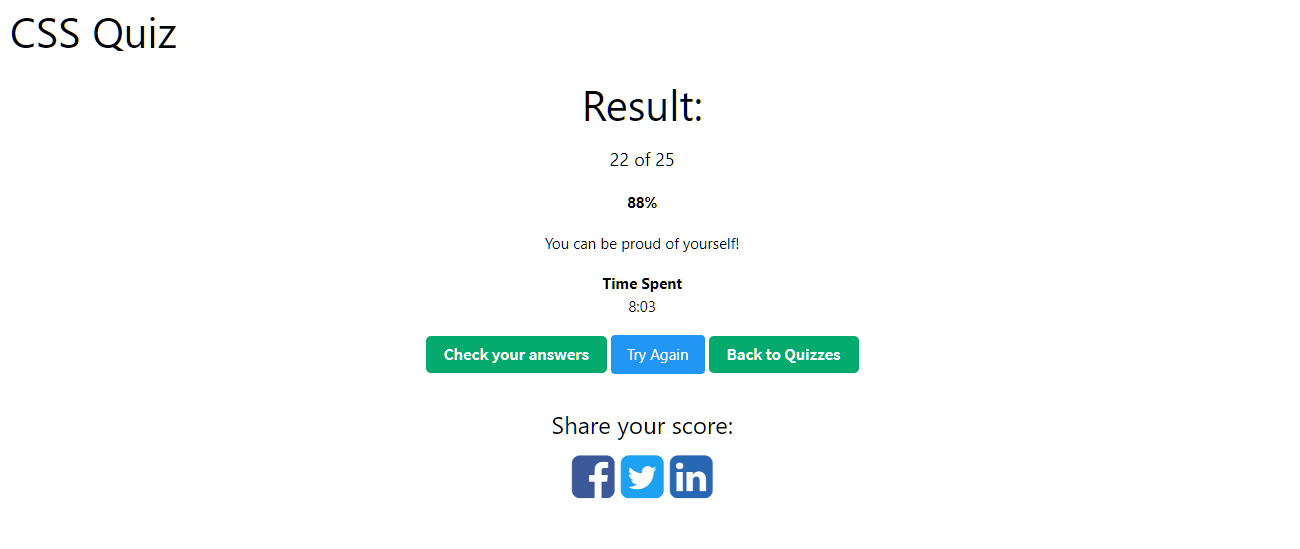 CSS Quiz
Result:
22 of 25
88%
You can be proud of yourself!
Time Spent
8:03
Check your answers Try Again Back to Quizzes
Share your score:
f in